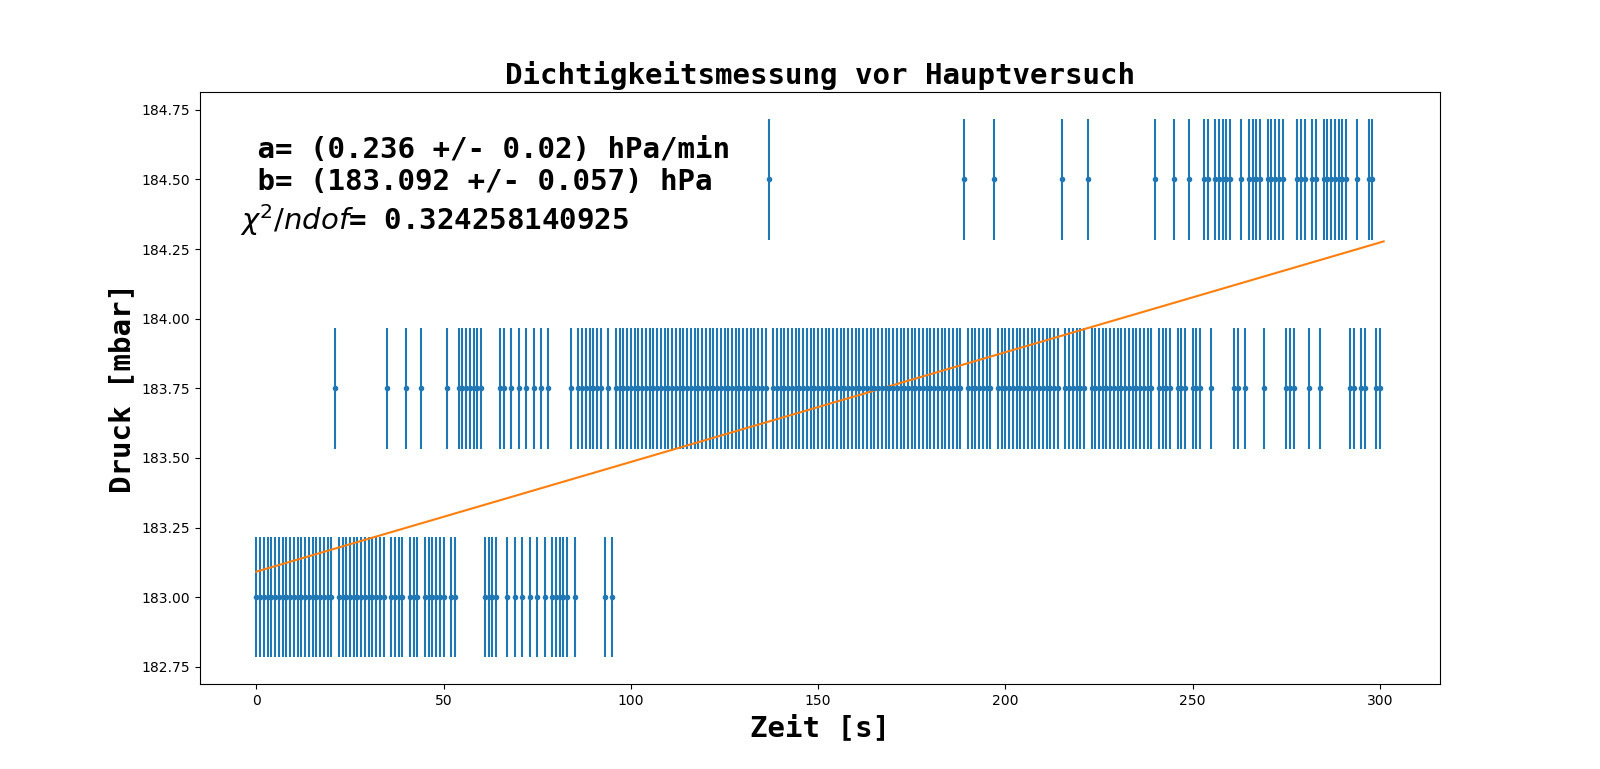 Dichtigkeitsmessung vor Hauptversuch
a= (0.236 +/- 0.02) hPa/min
b= (183.092 +/- 0.057) hPa
χ²/ndof= 0.324258140925
Druck [mbar]
184.75
184.50
184.25
184.00
183.75
183.50
183.25
183.00
182.75
0 50 100 150 200 250 300
Zeit [s]